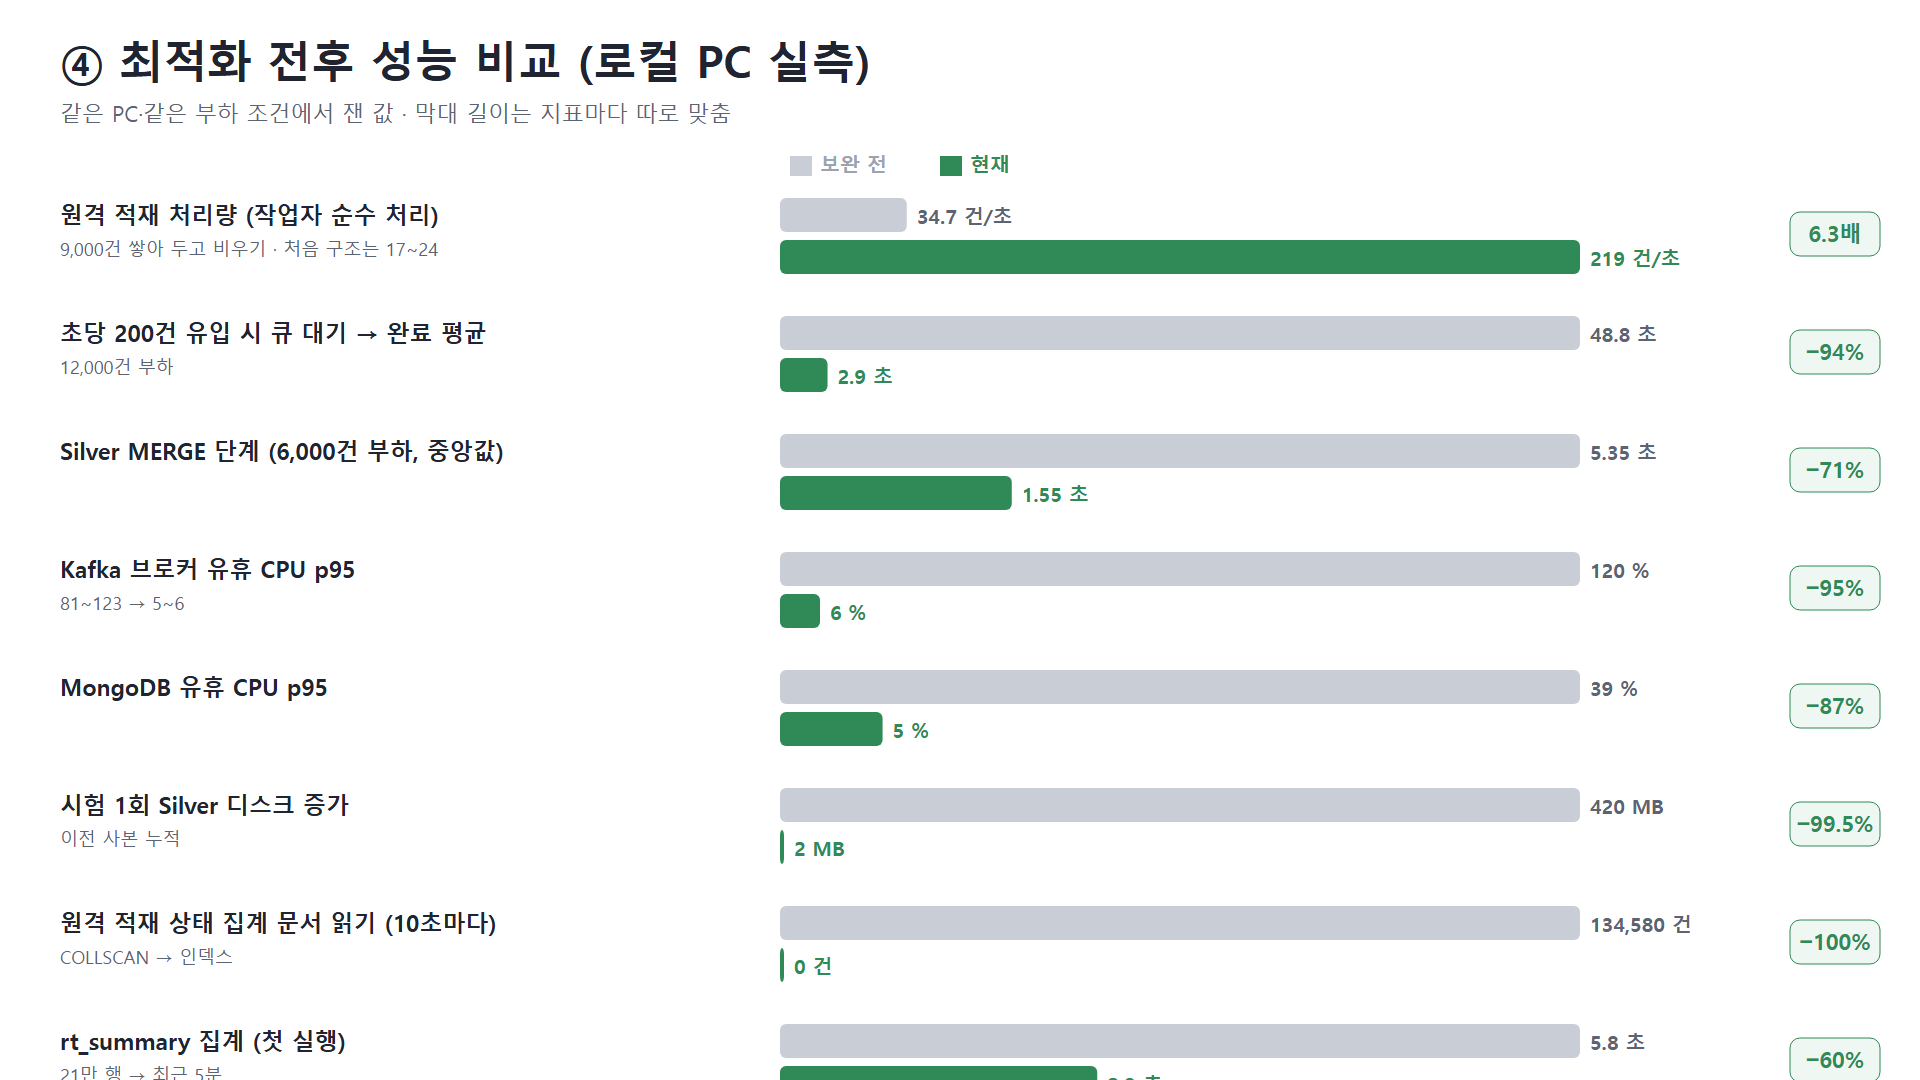 ④ 최적화 전후 성능 비교 (로컬 PC 실측)
같은 PC·같은 부하 조건에서 잰 값 · 막대 길이는 지표마다 따로 맞춤
보완 전
현재
원격 적재 처리량 (작업자 순수 처리)
9,000건 쌓아 두고 비우기 · 처음 구조는 17~24
34.7 건/초
219 건/초
6.3배
초당 200건 유입 시 큐 대기 → 완료 평균
12,000건 부하
48.8 초
2.9 초
−94%
Silver MERGE 단계 (6,000건 부하, 중앙값)
5.35 초
1.55 초
−71%
Kafka 브로커 유휴 CPU p95
81~123 → 5~6
120 %
6 %
−95%
MongoDB 유휴 CPU p95
39 %
5 %
−87%
시험 1회 Silver 디스크 증가
이전 사본 누적
420 MB
2 MB
−99.5%
원격 적재 상태 집계 문서 읽기 (10초마다)
COLLSCAN → 인덱스
134,580 건
0 건
−100%
rt_summary 집계 (첫 실행)
21만 행 → 최근 5분
5.8 초
−60%